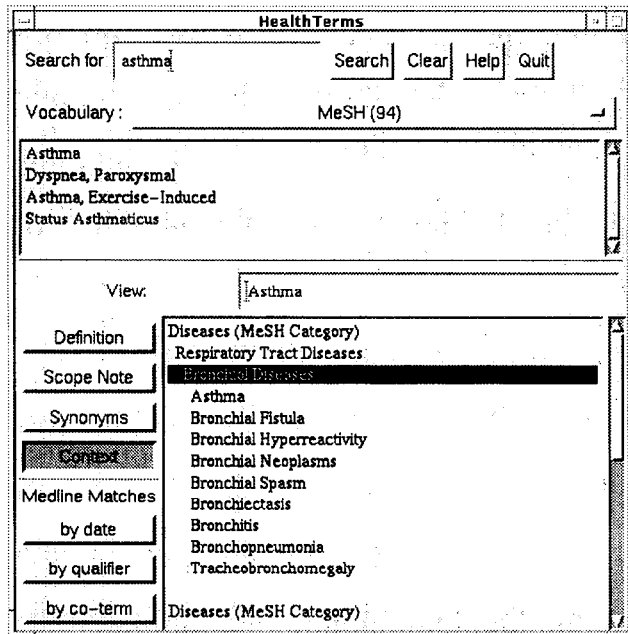 HealthTerms
Search for asthma Search Clear Help Quit
Vocabulary : MeSH (94)
Asthma
Dyspnea, Paroxysmal
Asthma, Exercise-Induced
Status Asthmaticus
View: Asthma
Definition
Scope Note
Synonyms
Context
Medline Matches
by date
by qualifier
by co-term
Diseases (MeSH Category)
Respiratory Tract Diseases
Bronchial Diseases
Asthma
Bronchial Fistula
Bronchial Hyperreactivity
Bronchial Neoplasms
Bronchial Spasm
Bronchiectasis
Bronchitis
Bronchopneumonia
Tracheobronchomegaly
Diseases (MeSH Category)